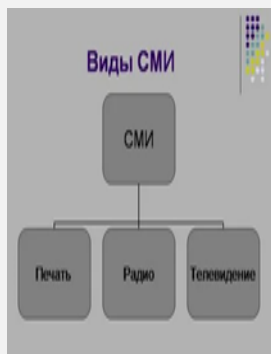 Виды СМИ
СМИ
Печать
Радио
Телевидение